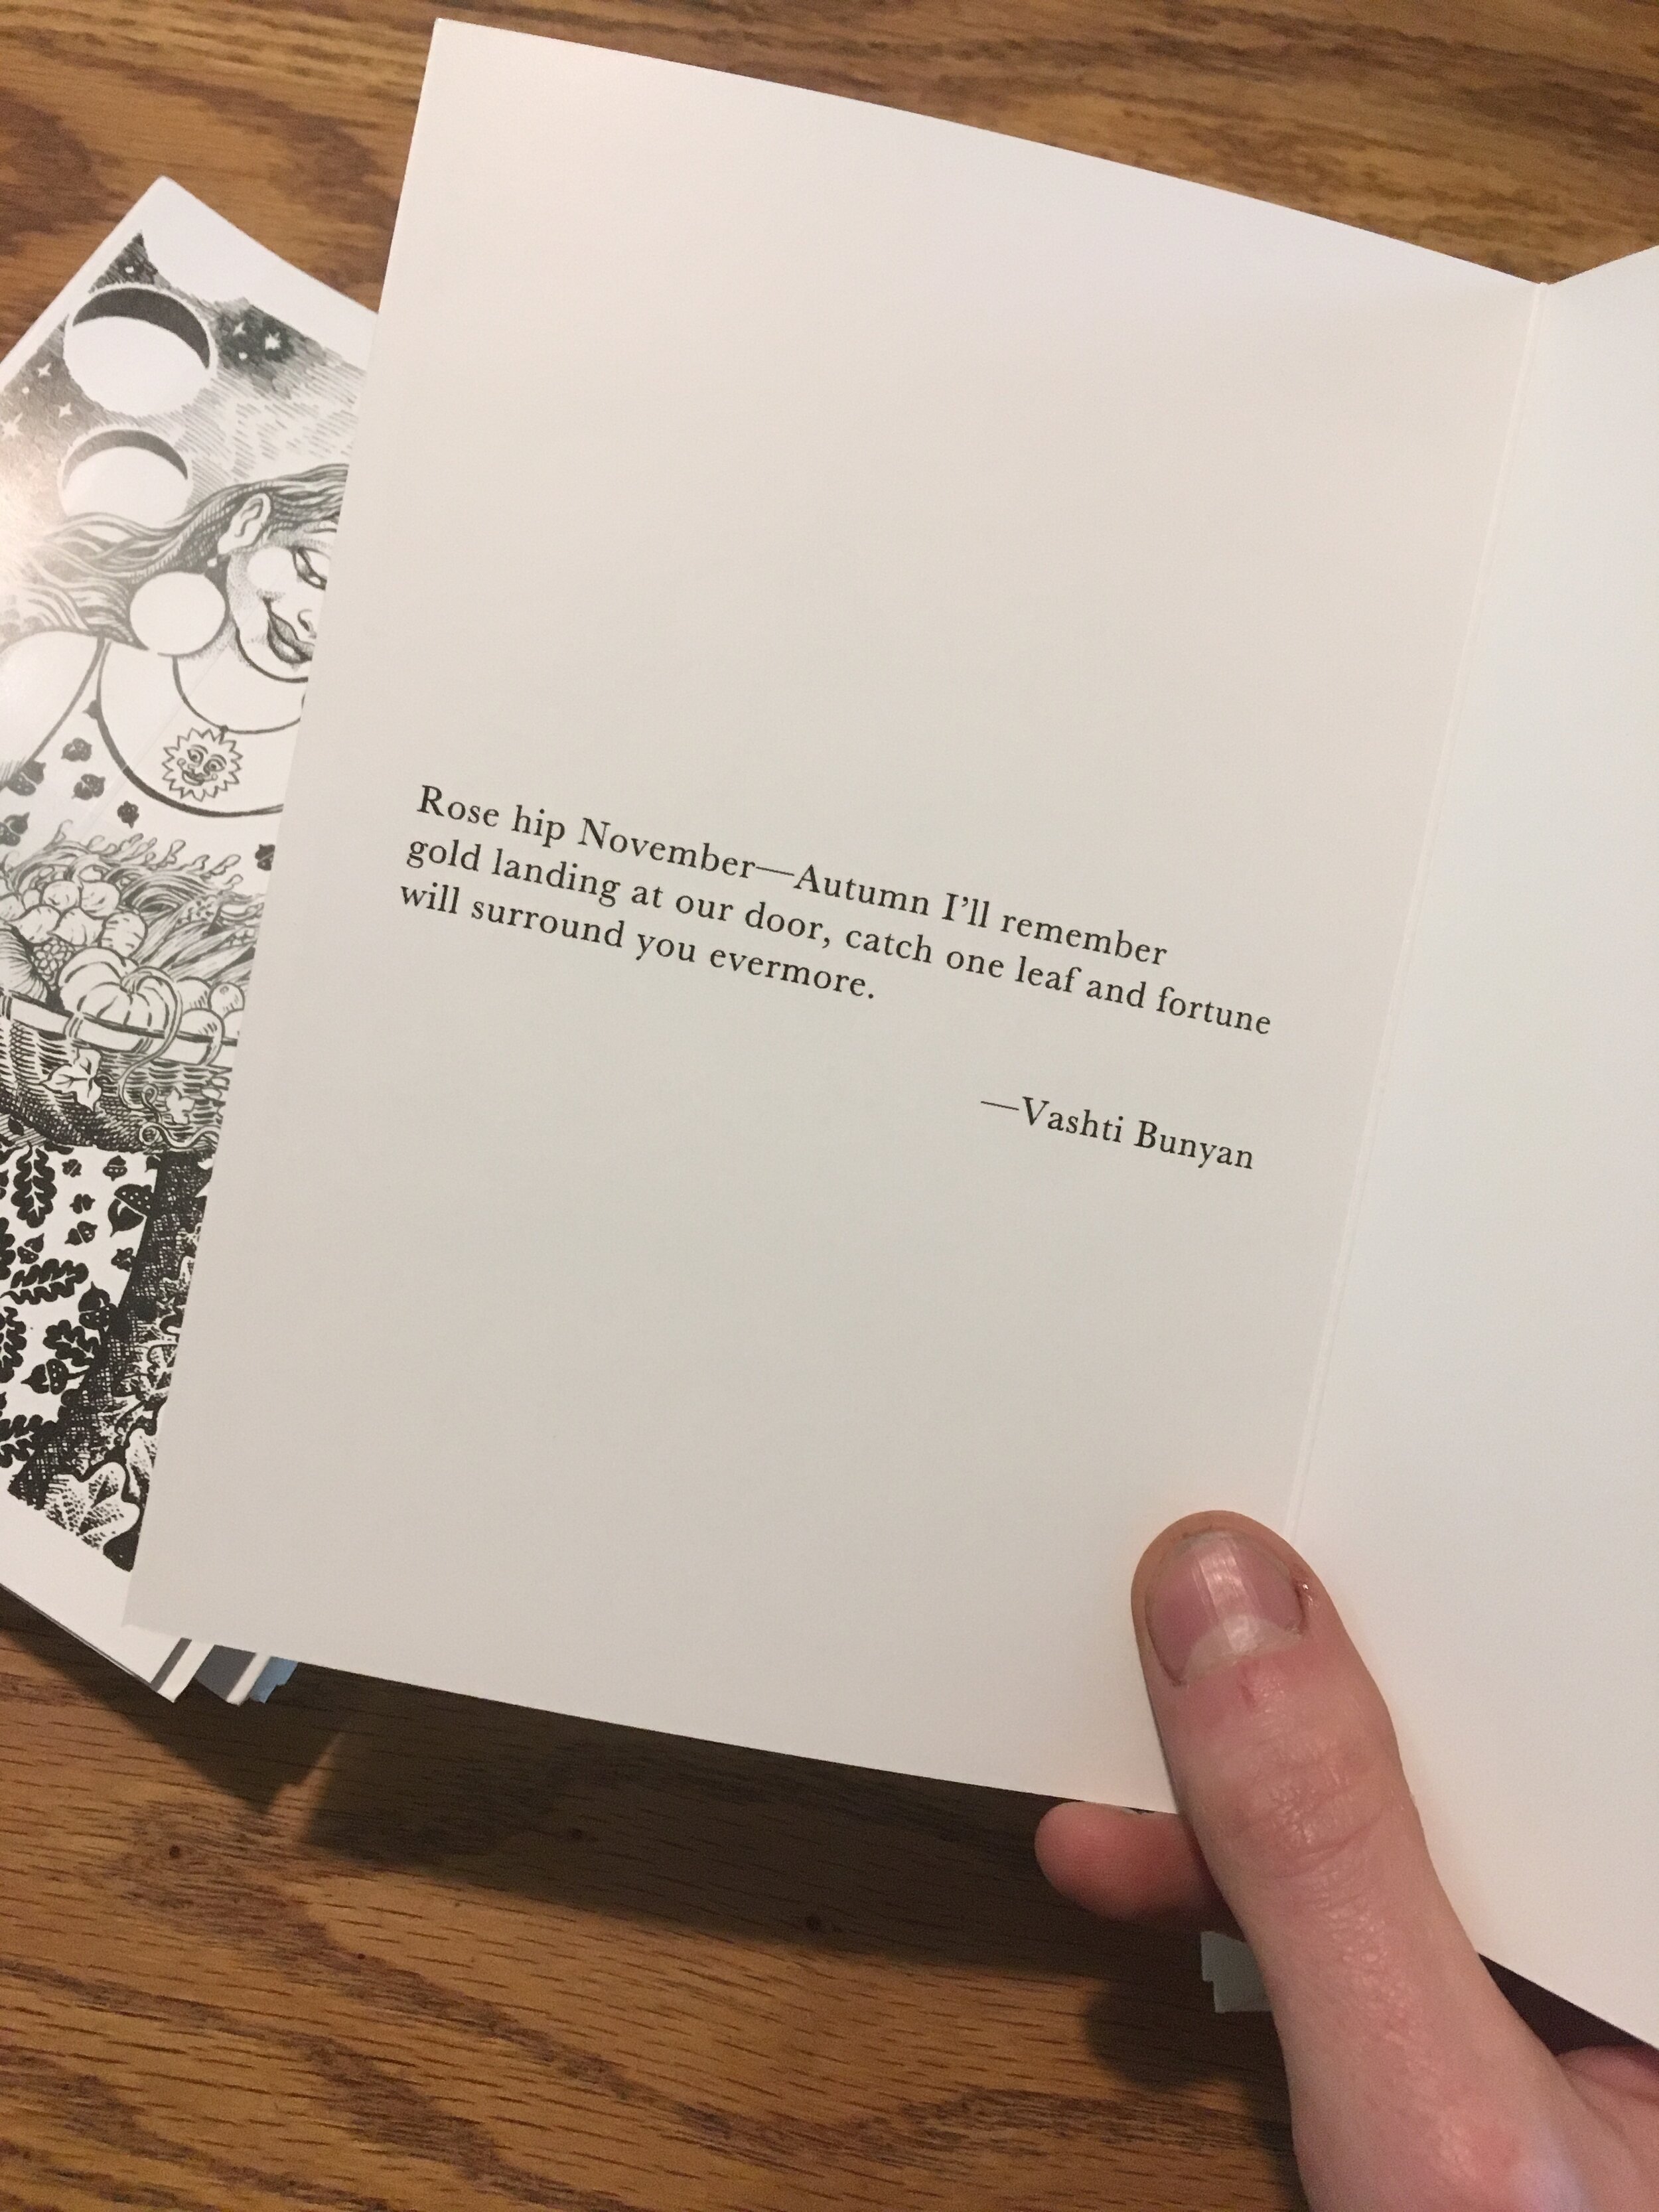 Rose hip November—Autumn I’ll remember
gold landing at our door, catch one leaf and fortune
will surround you evermore.
—Vashti Bunyan